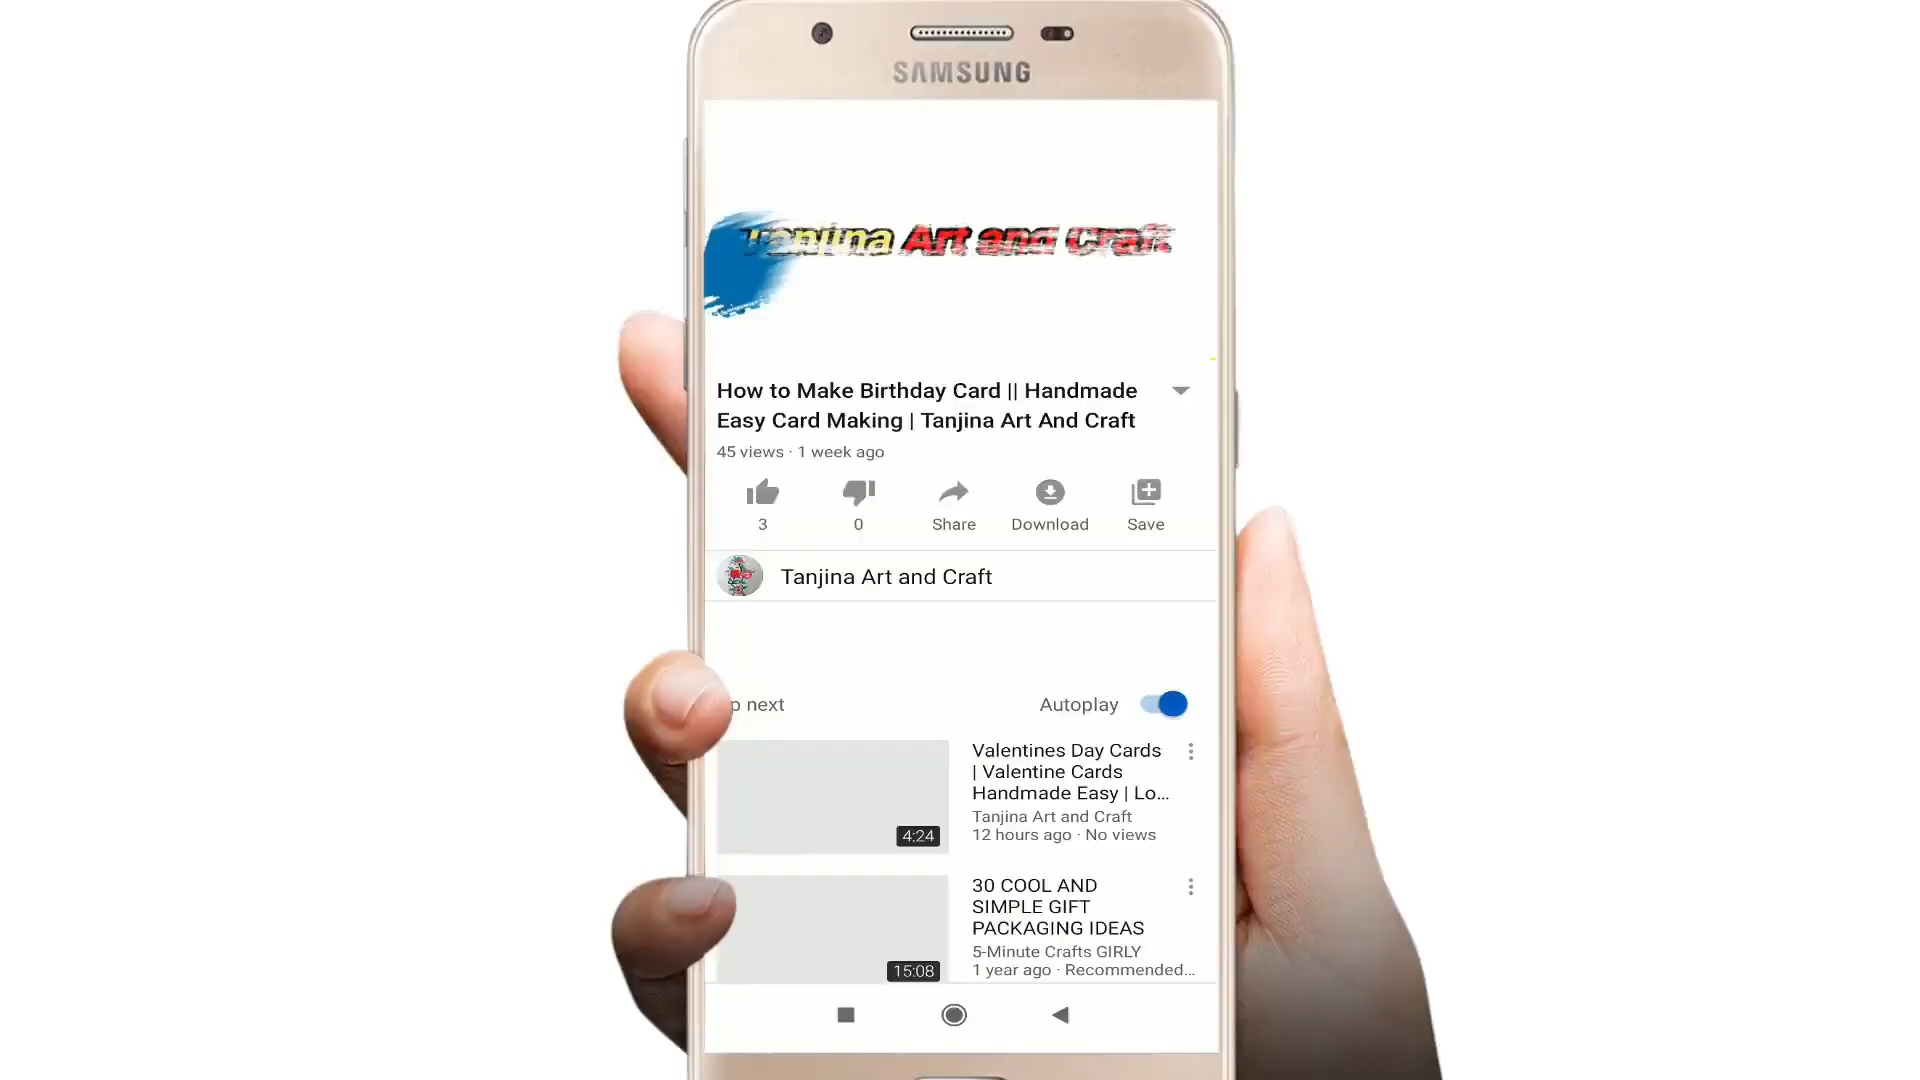 SAMSUNG
Tanjina Art and Craft
How to Make Birthday Card || Handmade
Easy Card Making | Tanjina Art And Craft
45 views · 1 week ago
3
0
Share
Download
Save
Tanjina Art and Craft
p next
Autoplay
4:24
Valentines Day Cards
| Valentine Cards
Handmade Easy | Lo...
Tanjina Art and Craft
12 hours ago · No views
15:08
30 COOL AND
SIMPLE GIFT
PACKAGING IDEAS
5-Minute Crafts GIRLY
1 year ago · Recommended...